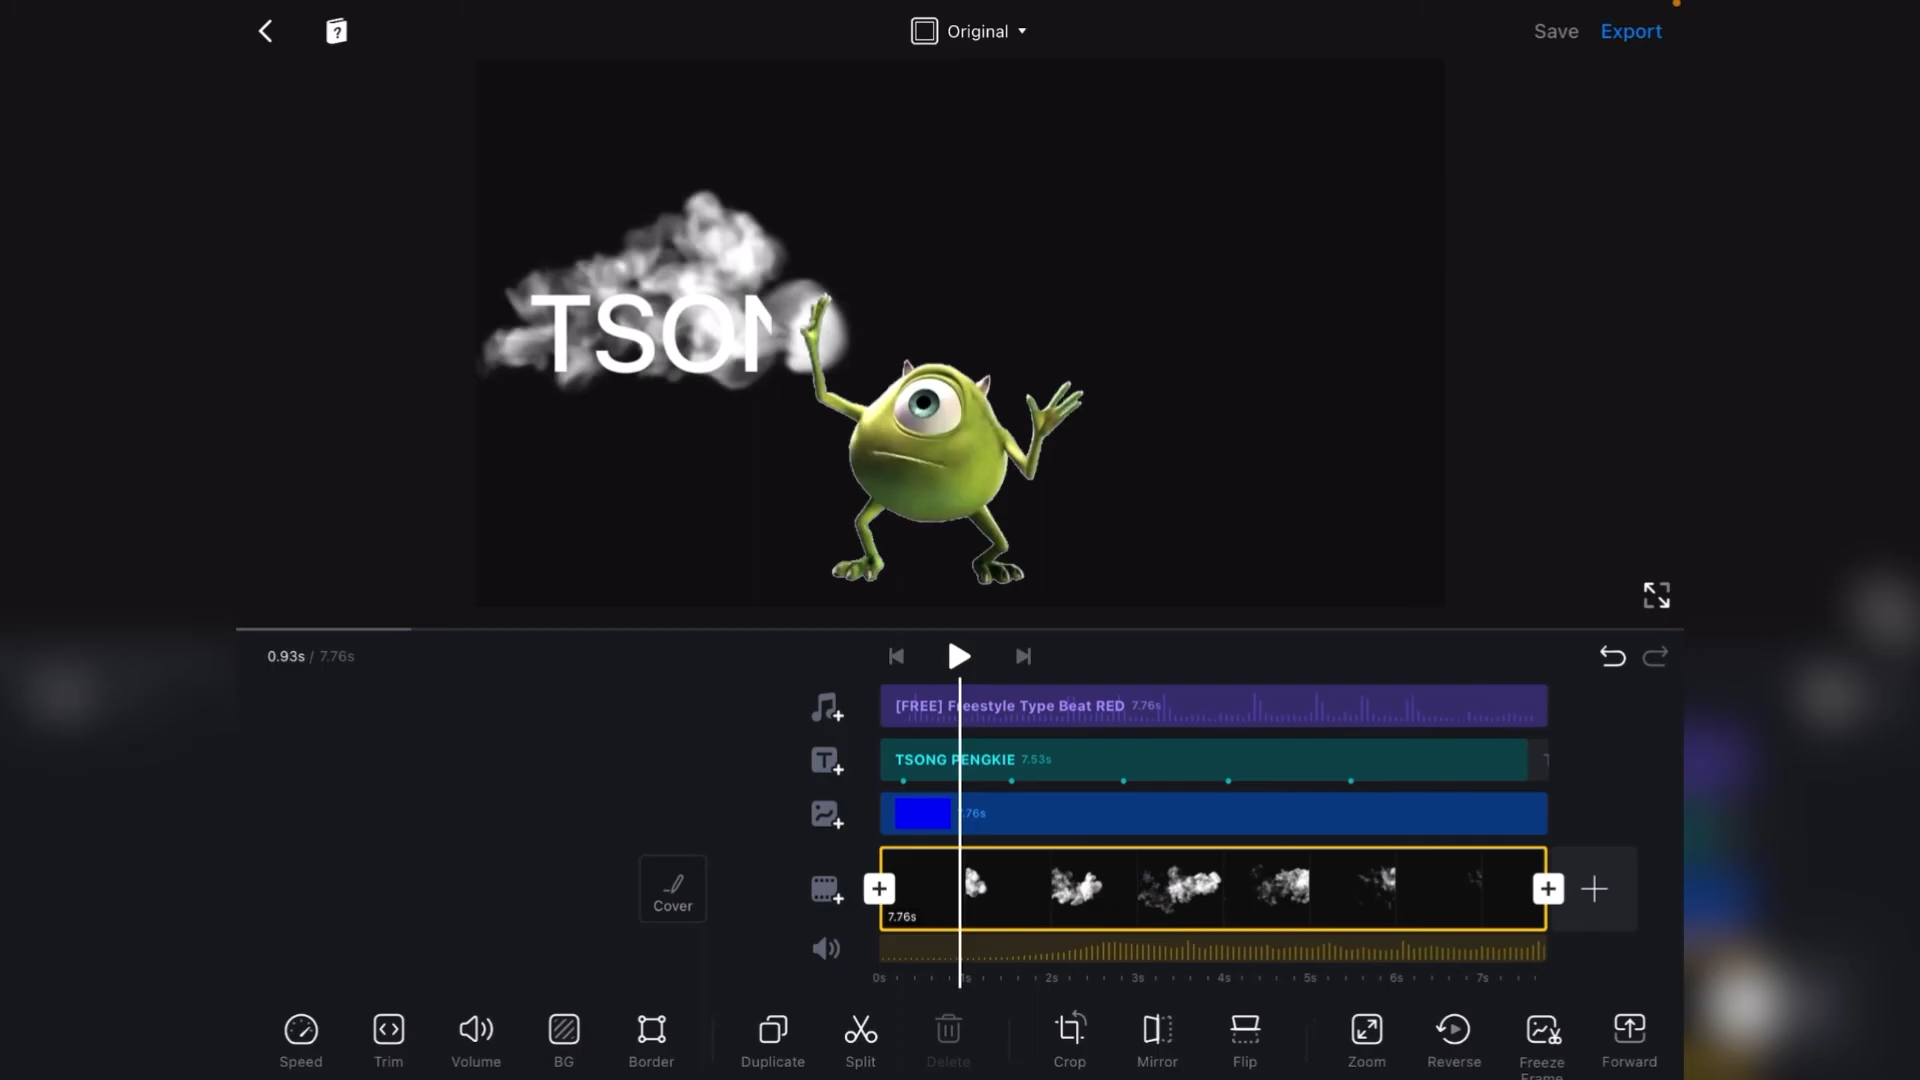 ?
Original
Save
Export
TSON
0.93s / 7.76s
[FREE] Freestyle Type Beat RED 7.76s
TSONG PENGKIE 7.53s
.76s
Cover
7.76s
0s 2s 3s 4s 5s 6s 7s
Speed
Trim
Volume
BG
Border
Duplicate
Split
Delete
Crop
Mirror
Flip
Zoom
Reverse
Freeze
Frame
Forward